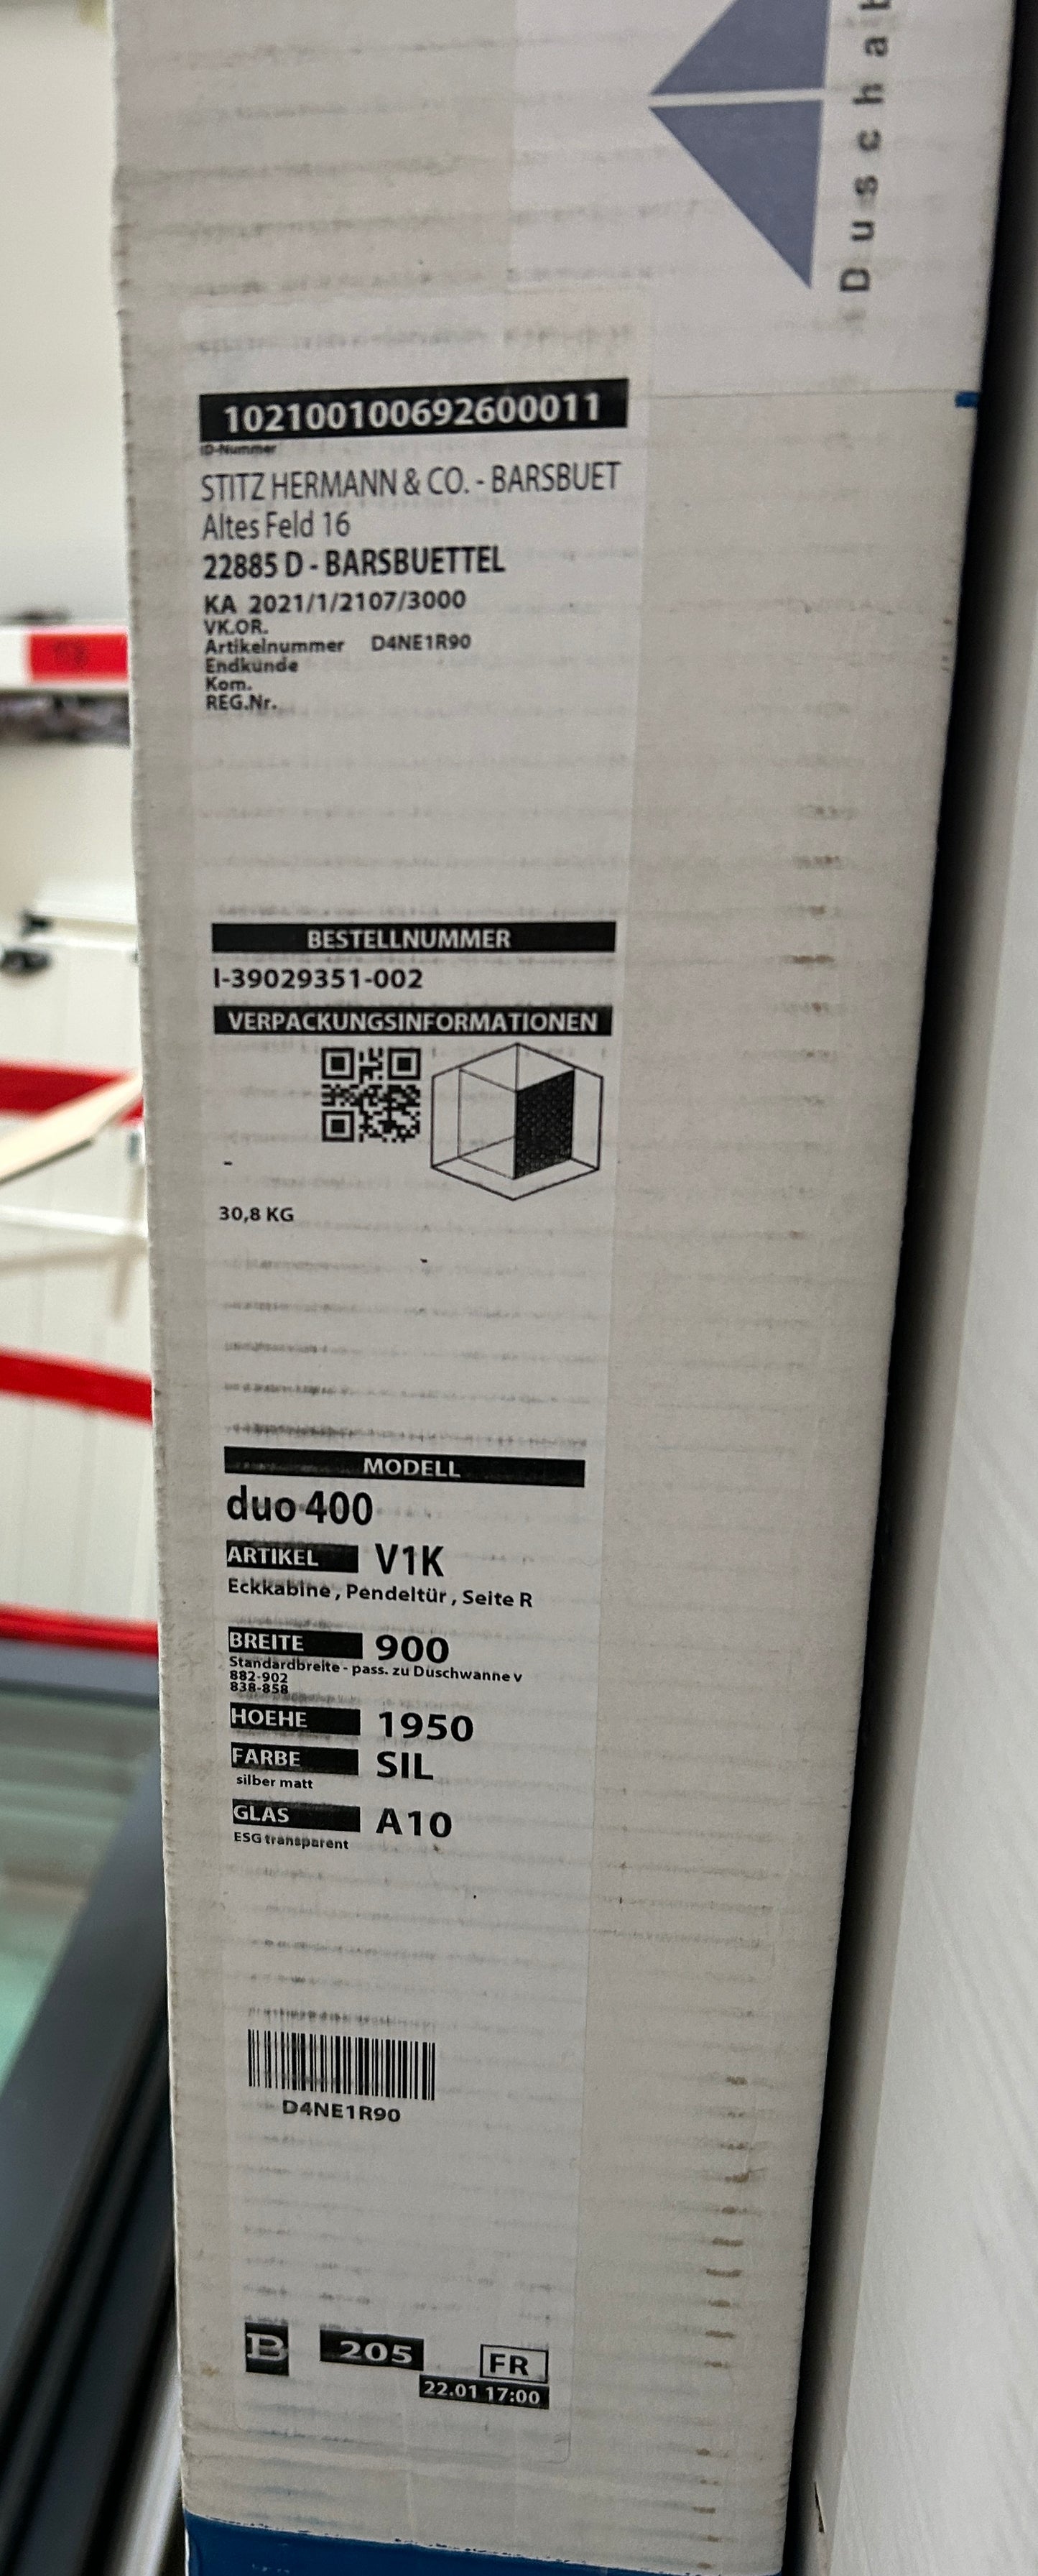 Duschab
102100100692600011
ID-Nummer
STITZ HERMANN & CO. - BARSBUET
Altes Feld 16
22885 D - BARSBUETTEL
KA 2021/1/2107/3000
VK.OR.
Artikelnummer D4NE1R90
Endkunde
Kom.
REG.Nr.
BESTELLNUMMER
I-39029351-002
VERPACKUNGSINFORMATIONEN
-
30,8 KG
MODELL
duo 400
ARTIKEL V1K
Eckkabine , Pendeltür , Seite R
BREITE 900
Standardbreite - pass. zu Duschwanne v
882-902
838-858
HOEHE 1950
FARBE SIL
silber matt
GLAS A10
ESG transparent
D4NE1R90
B 205 FR
22.01 17:00